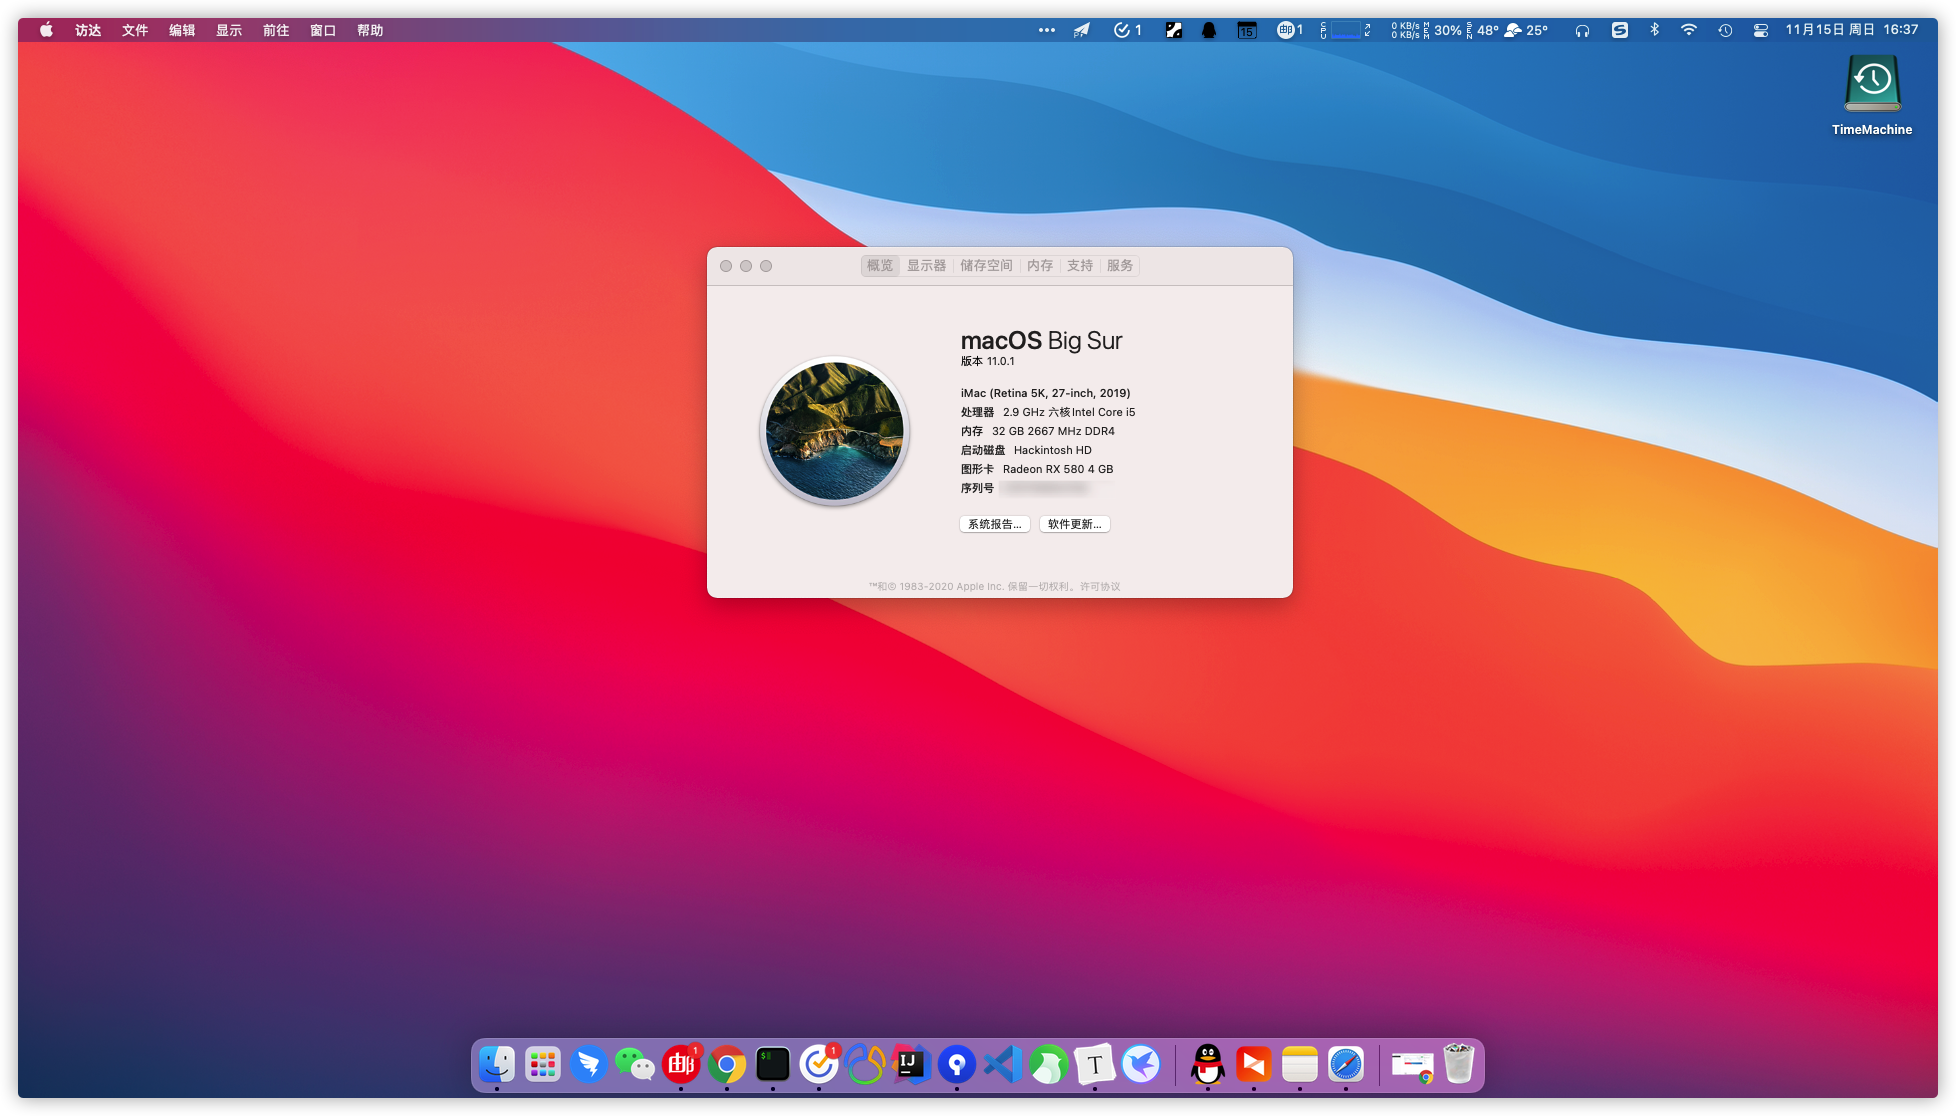 访达 文件 编辑 显示 前往 窗口 帮助 ••• 1 15 邮 1 CPU 0 KB/s 0 KB/s MEM 30% SEN 48° 25° 11月15日 周日 16:37
TimeMachine
概览 显示器 储存空间 内存 支持 服务
macOS Big Sur
版本 11.0.1
iMac (Retina 5K, 27-inch, 2019)
处理器 2.9 GHz 六核Intel Core i5
内存 32 GB 2667 MHz DDR4
启动磁盘 Hackintosh HD
图形卡 Radeon RX 580 4 GB
序列号
系统报告... 软件更新...
™和© 1983-2020 Apple Inc. 保留一切权利。许可协议
邮 1 $ 1 IJ T